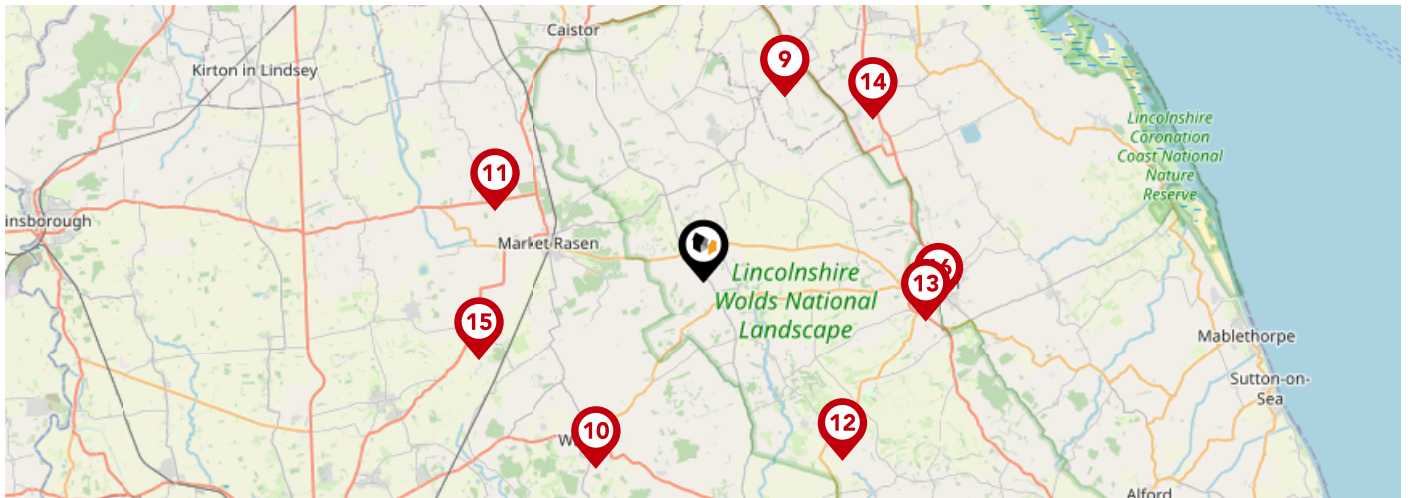 Caistor
Kirton in Lindsey
9
14
Lincolnshire
Coronation
Coast National
Nature
Reserve
11
insborough
Market Rasen
Lincolnshire
Wolds National
Landscape
16
13
15
Mablethorpe
Sutton-on-
Sea
12
10
W
Alford